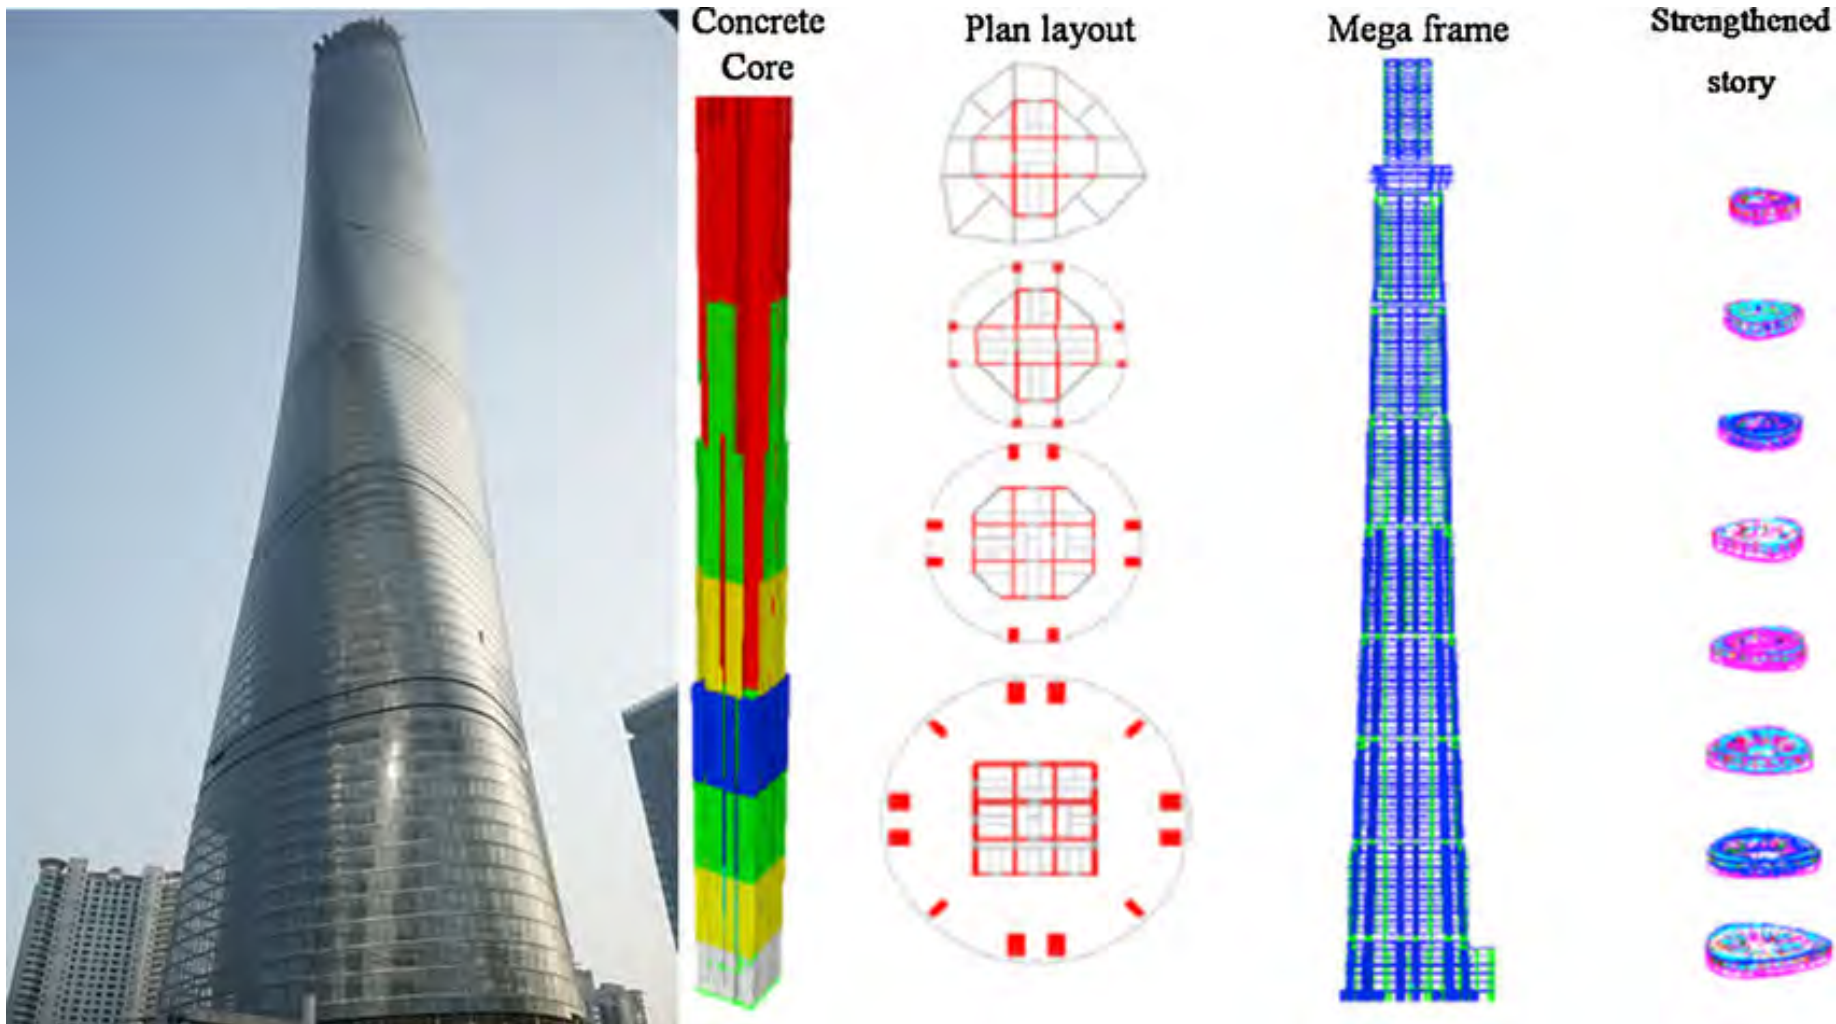 Concrete
Core
Plan layout
Mega frame
Strengthened
story